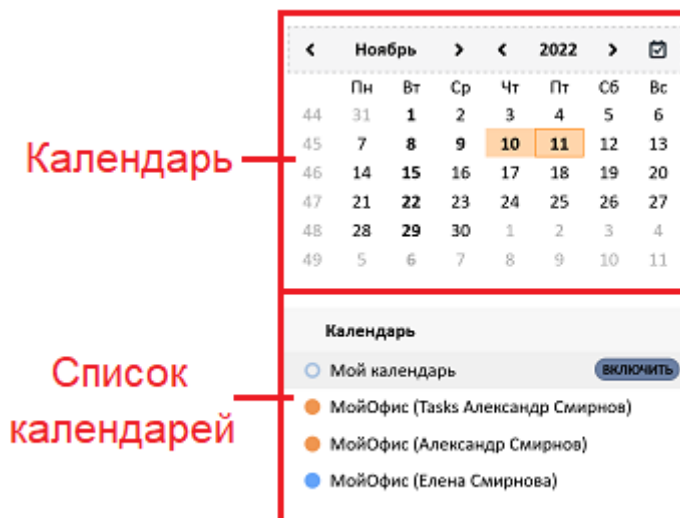 Ноябрь 2022
Пн Вт Ср Чт Пт Сб Вс
44 31 1 2 3 4 5 6
45 7 8 9 10 11 12 13
46 14 15 16 17 18 19 20
47 21 22 23 24 25 26 27
48 28 29 30 1 2 3 4
49 5 6 7 8 9 10 11
Календарь
Календарь
Мой календарь ВКЛЮЧИТЬ
МойОфис (Tasks Александр Смирнов)
МойОфис (Александр Смирнов)
МойОфис (Елена Смирнова)
Список
календарей